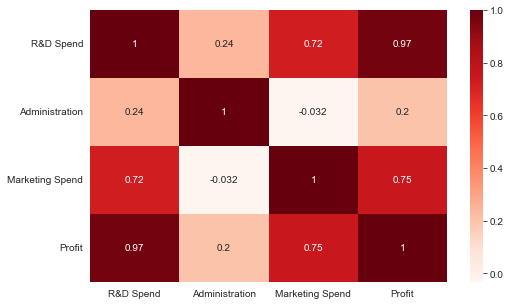 R&D Spend 1 0.24 0.72 0.97
Administration 0.24 1 -0.032 0.2
Marketing Spend 0.72 -0.032 1 0.75
Profit 0.97 0.2 0.75 1
R&D Spend Administration Marketing Spend Profit
1.0
0.8
0.6
0.4
0.2
0.0